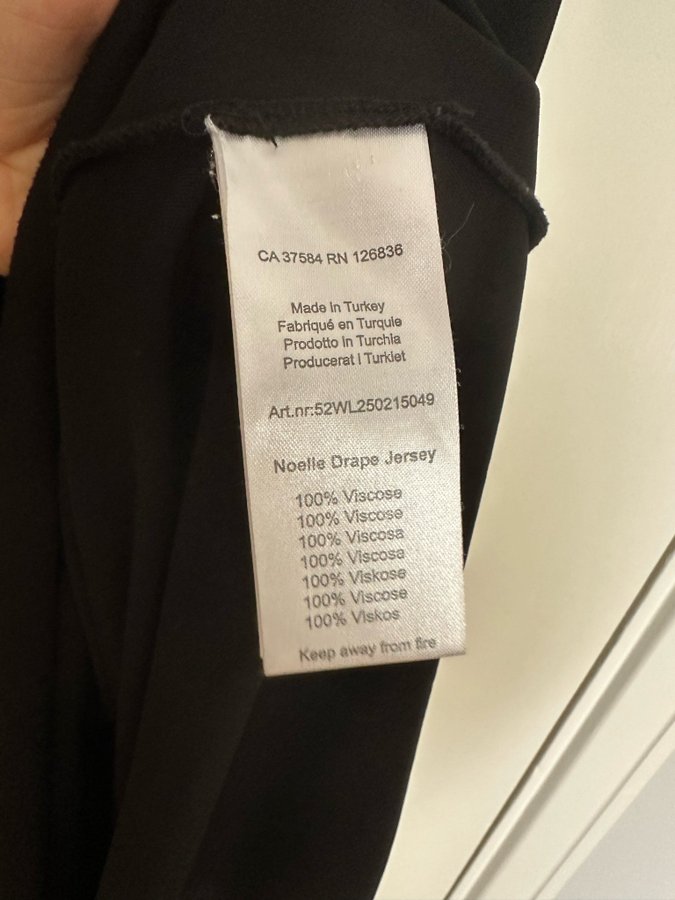 CA 37584 RN 126836
Made in Turkey
Fabriqué en Turquie
Prodotto in Turchia
Producerat i Turkiet
Art.nr:52WL250215049
Noelle Drape Jersey
100% Viscose
100% Viscose
100% Viscosa
100% Viscosa
100% Viskose
100% Viscose
100% Viskos
Keep away from fire